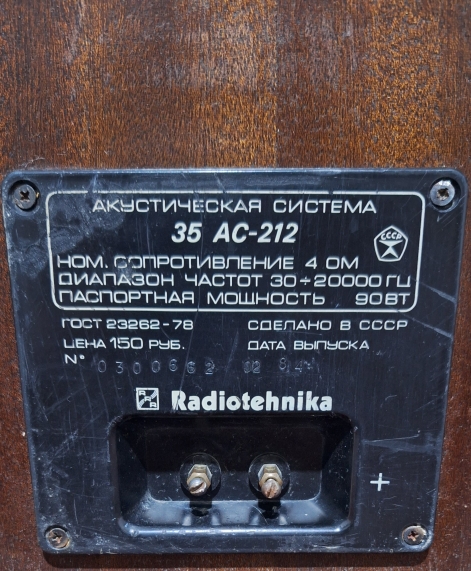 АКУСТИЧЕСКАЯ СИСТЕМА
35 АС-212
СССР
НОМ. СОПРОТИВЛЕНИЕ 4 ОМ
ДИАПАЗОН ЧАСТОТ 30÷20000 ГЦ
ПАСПОРТНАЯ МОЩНОСТЬ 90 ВТ
ГОСТ 23262-78 СДЕЛАНО В СССР
ЦЕНА 150 РУБ. ДАТА ВЫПУСКА
N° 0300662 02
Radiotehnika
+